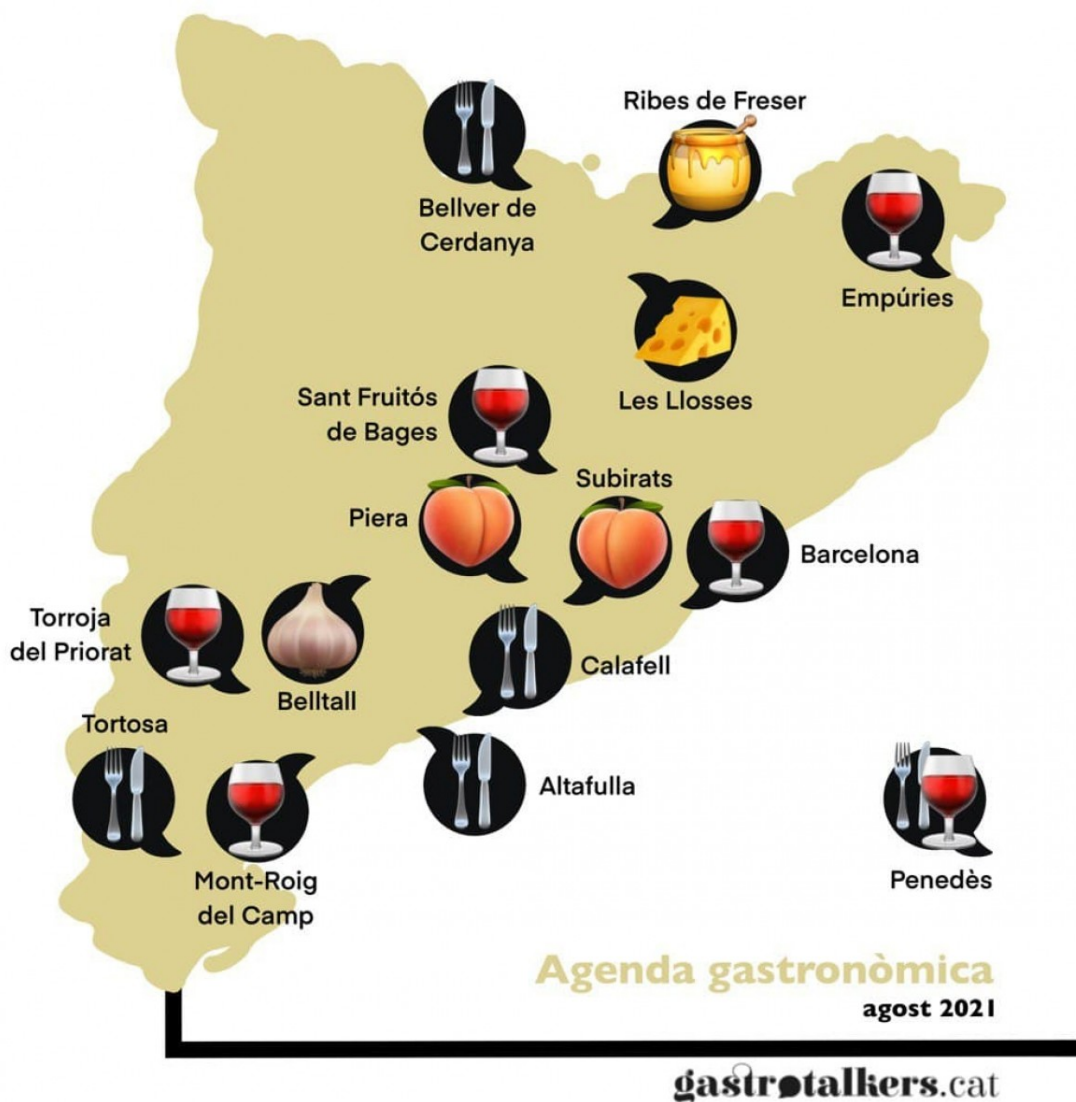 Ribes de Freser
Bellver de
Cerdanya
Empúries
Les Llosses
Sant Fruitós
de Bages
Subirats
Piera
Barcelona
Torroja
del Priorat
Calafell
Belltall
Tortosa
Altafulla
Mont-Roig
del Camp
Penedès
Agenda gastronòmica
agost 2021
gastrotalkers.cat